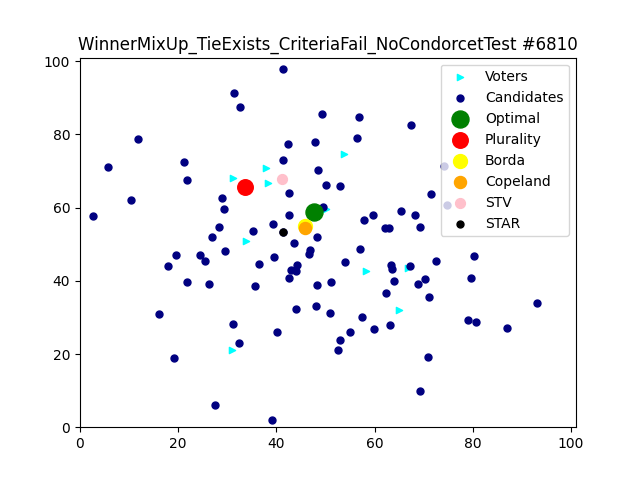 WinnerMixUp_TieExists_CriteriaFail_NoCondorcetTest #6810
100
80
60
40
20
0
0 20 40 60 80 100
Voters
Candidates
Optimal
Plurality
Borda
Copeland
STV
STAR